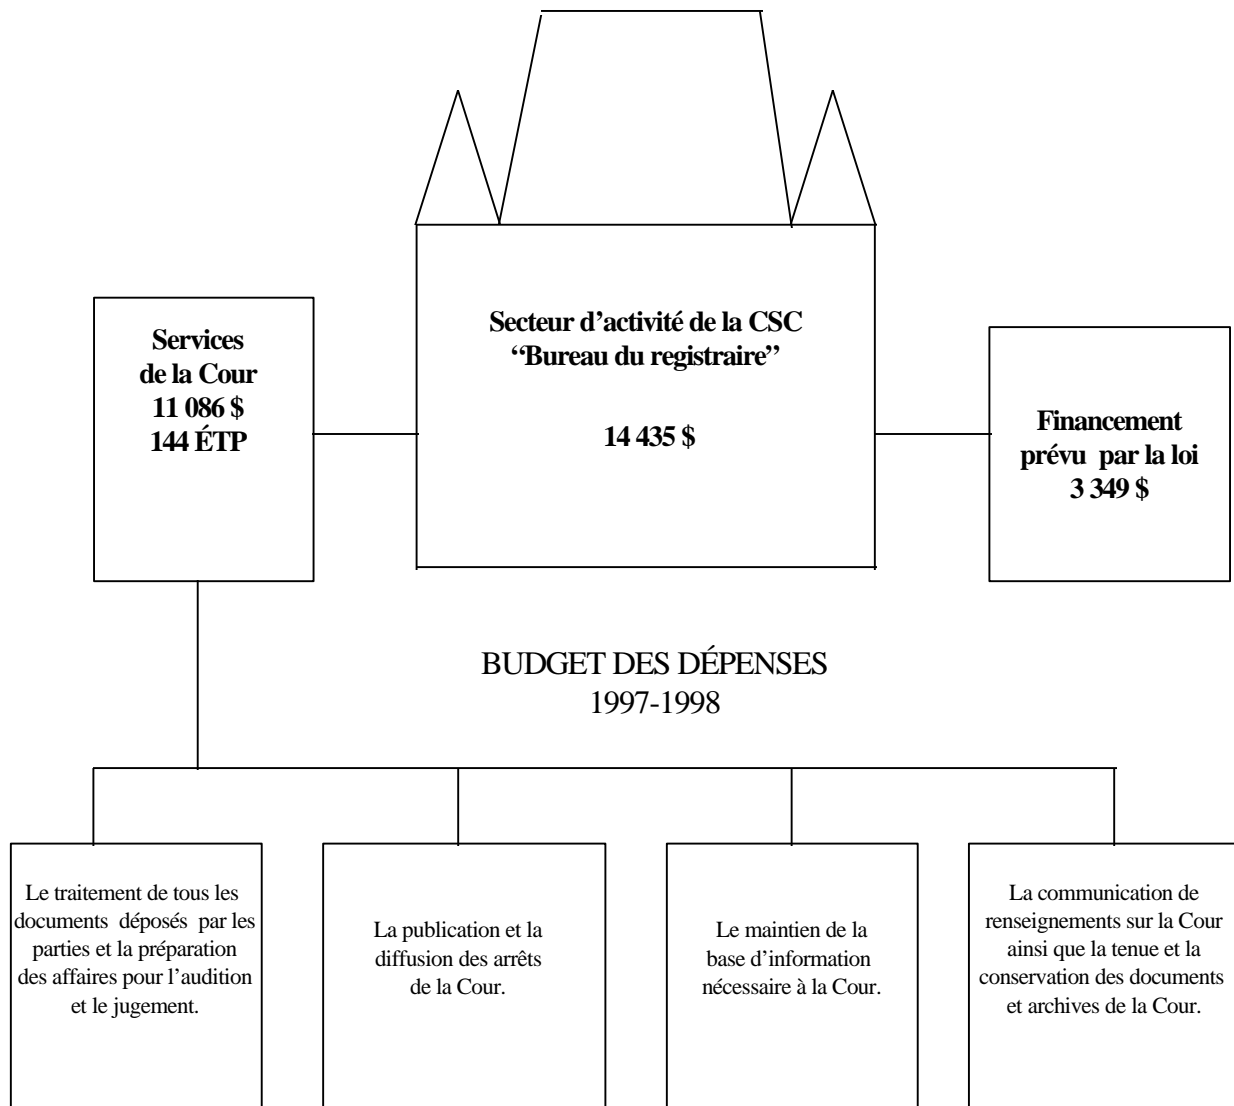 Secteur d’activité de la CSC
“Bureau du registraire”
14 435 $
Services
de la Cour
11 086 $
144 ÉTP
Financement
prévu par la loi
3 349 $
BUDGET DES DÉPENSES
1997-1998
Le traitement de tous les
documents déposés par les
parties et la préparation
des affaires pour l’audition
et le jugement.
La publication et la
diffusion des arrêts
de la Cour.
Le maintien de la
base d’information
nécessaire à la Cour.
La communication de
renseignements sur la Cour
ainsi que la tenue et la
conservation des documents
et archives de la Cour.